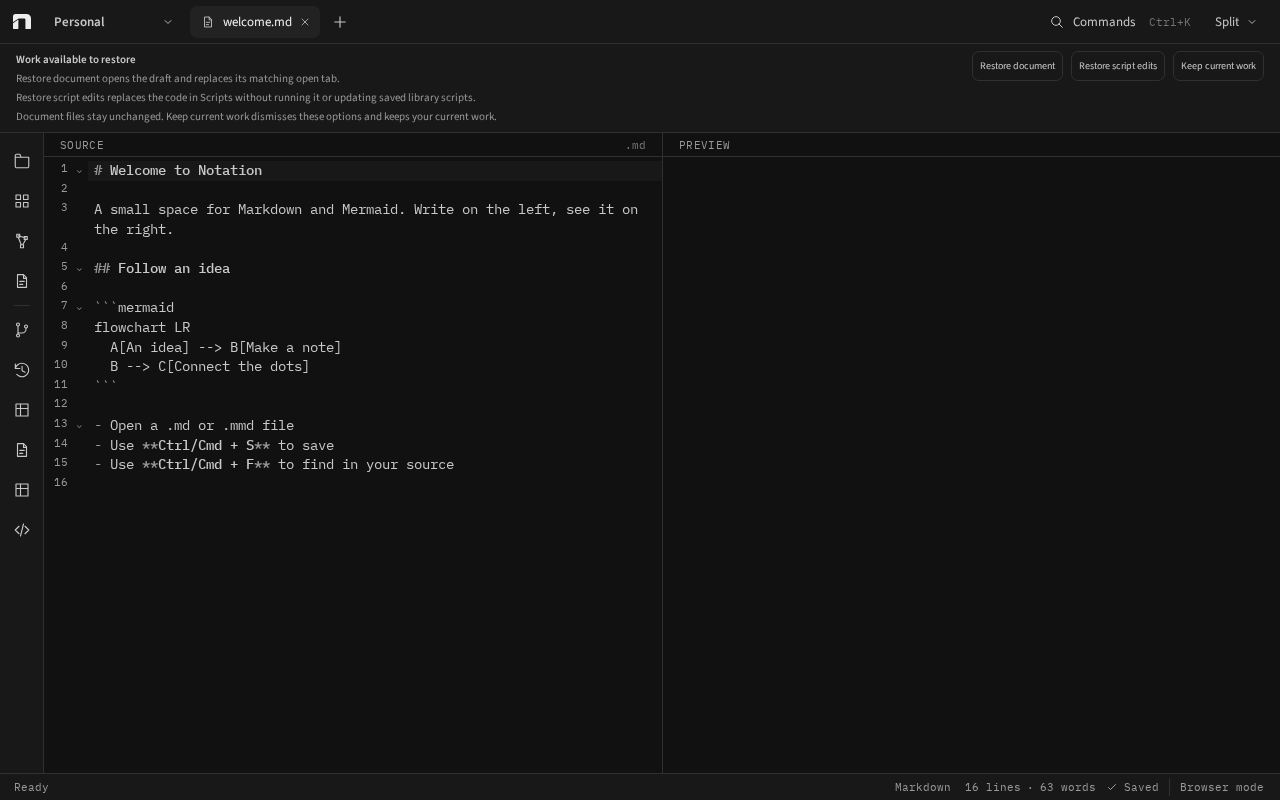 Personal
welcome.md
Commands Ctrl+K
Split
Work available to restore
Restore document opens the draft and replaces its matching open tab.
Restore script edits replaces the code in Scripts without running it or updating saved library scripts.
Document files stay unchanged. Keep current work dismisses these options and keeps your current work.
Restore document
Restore script edits
Keep current work
SOURCE .md
PREVIEW
1 # Welcome to Notation
2
3 A small space for Markdown and Mermaid. Write on the left, see it on
the right.
4
5 ## Follow an idea
6
7 ```mermaid
8 flowchart LR
9 A[An idea] --> B[Make a note]
10 B --> C[Connect the dots]
11 ```
12
13 - Open a .md or .mmd file
14 - Use **Ctrl/Cmd + S** to save
15 - Use **Ctrl/Cmd + F** to find in your source
16
Ready
Markdown 16 lines · 63 words ✓ Saved
Browser mode